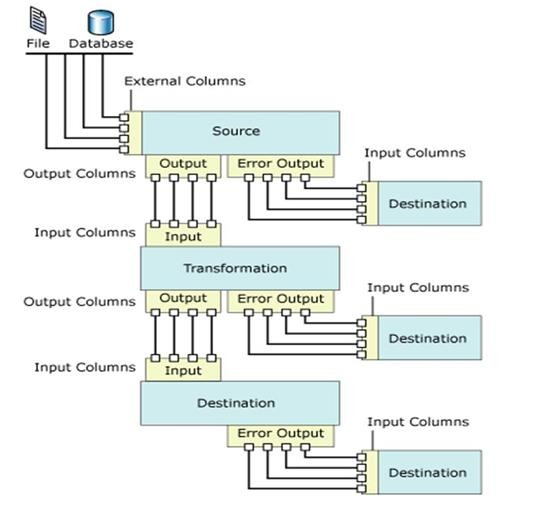 File
Database
External Columns
Source
Output
Error Output
Input Columns
Output Columns
Destination
Input Columns
Input
Transformation
Input Columns
Output Columns
Output
Error Output
Destination
Input Columns
Input
Destination
Input Columns
Error Output
Destination